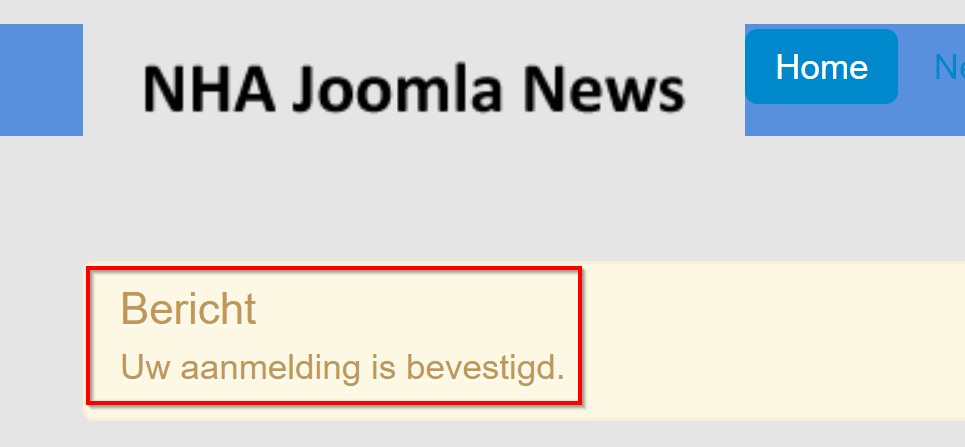 NHA Joomla News
Home
Bericht
Uw aanmelding is bevestigd.